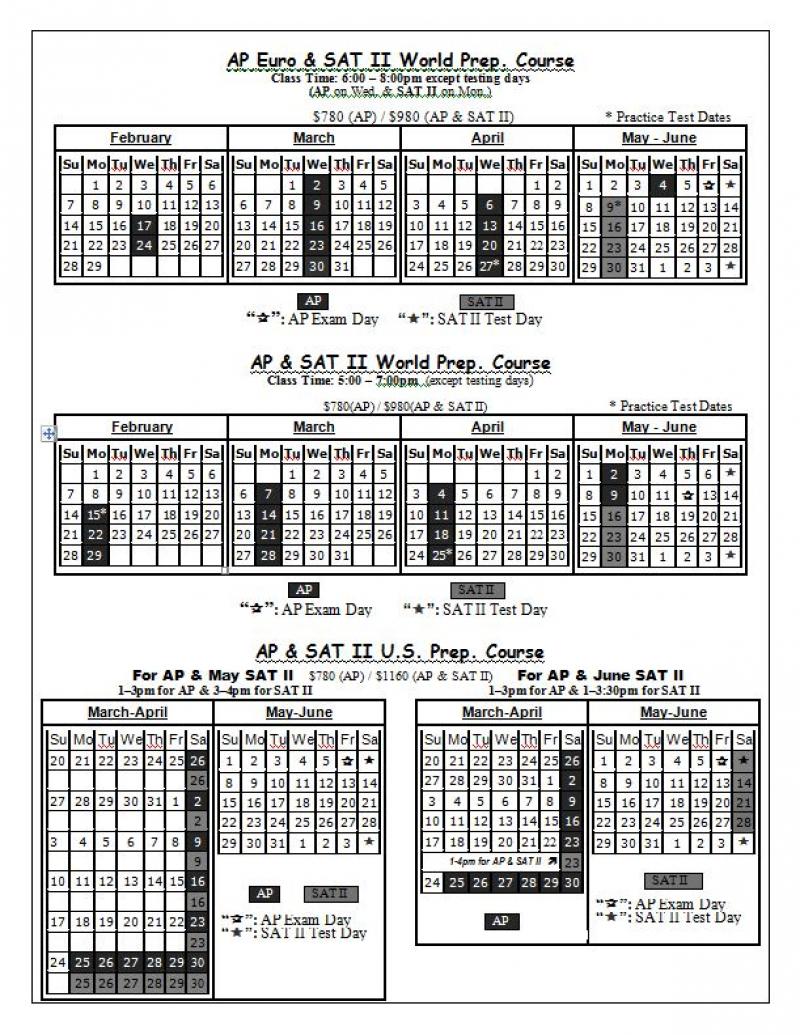 AP Euro & SAT II World Prep. Course
Class Time: 6:00 – 8:00pm except testing days
(AP on Wed. & SAT II on Mon.)
$780 (AP) / $980 (AP & SAT II) * Practice Test Dates
February March April May - June
Su Mo Tu We Th Fr Sa Su Mo Tu We Th Fr Sa Su Mo Tu We Th Fr Sa Su Mo Tu We Th Fr Sa
1 2 3 4 5 6 1 2 3 4 5 1 2 1 2 3 4 5 ✫ ★
7 8 9 10 11 12 13 6 7 8 9 10 11 12 3 4 5 6 7 8 9 8 9* 10 11 12 13 14
14 15 16 17 18 19 20 13 14 15 16 17 18 19 10 11 12 13 14 15 16 15 16 17 18 19 20 21
21 22 23 24 25 26 27 20 21 22 23 24 25 26 17 18 19 20 21 22 23 22 23 24 25 26 27 28
28 29 27 28 29 30 31 24 25 26 27* 28 29 30 29 30 31 1 2 3 ★
AP SAT II
“✫”: AP Exam Day “★”: SAT II Test Day
AP & SAT II World Prep. Course
Class Time: 5:00 – 7:00pm (except testing days)
$780(AP) / $980(AP & SAT II) * Practice Test Dates
February March April May - June
Su Mo Tu We Th Fr Sa Su Mo Tu We Th Fr Sa Su Mo Tu We Th Fr Sa Su Mo Tu We Th Fr Sa
1 2 3 4 5 6 1 2 3 4 5 1 2 1 2 3 4 5 6 ★
7 8 9 10 11 12 13 6 7 8 9 10 11 12 3 4 5 6 7 8 9 8 9 10 11 ✫ 13 14
14 15* 16 17 18 19 20 13 14 15 16 17 18 19 10 11 12 13 14 15 16 15 16 17 18 19 20 21
21 22 23 24 25 26 27 20 21 22 23 24 25 26 17 18 19 20 21 22 23 22 23 24 25 26 27 28
28 29 27 28 29 30 31 24 25* 26 27 28 29 30 29 30 31 1 2 3 ★
AP SAT II
“✫”: AP Exam Day “★”: SAT II Test Day
AP & SAT II U.S. Prep. Course
For AP & May SAT II $780 (AP) / $1160 (AP & SAT II) For AP & June SAT II
1–3pm for AP & 3–4pm for SAT II 1–3pm for AP & 1–3:30pm for SAT II
March-April May-June
Su Mo Tu We Th Fr Sa Su Mo Tu We Th Fr Sa
20 21 22 23 24 25 26 1 2 3 4 5 ✫ ★
26 8 9 10 11 12 13 14
27 28 29 30 31 1 2 15 16 17 18 19 20 21
2 22 23 24 25 26 27 28
3 4 5 6 7 8 9 29 30 31 1 2 3 ★
9
10 11 12 13 14 15 16
16
17 18 19 20 21 22 23
23
24 25 26 27 28 29 30
25 26 27 28 29 30
AP SAT II
“✫”: AP Exam Day
“★”: SAT II Test Day
March-April May-June
Su Mo Tu We Th Fr Sa Su Mo Tu We Th Fr Sa
20 21 22 23 24 25 26 1 2 3 4 5 ✫ ★
27 28 29 30 31 1 2 8 9 10 11 12 13 14
3 4 5 6 7 8 9 15 16 17 18 19 20 21
10 11 12 13 14 15 16 22 23 24 25 26 27 28
17 18 19 20 21 22 23 29 30 31 1 2 3 ★
1-4pm for AP & SAT II 23
24 25 26 27 28 29 30
AP
SAT II
“✫”: AP Exam Day
“★”: SAT II Test Day